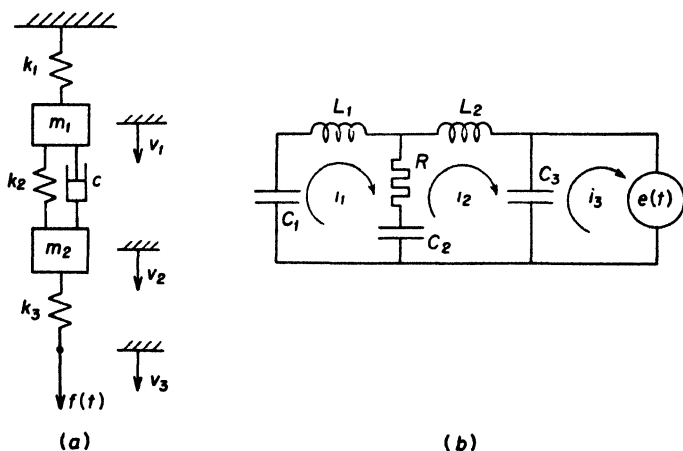 k₁
m₁
v₁
k₂
c
m₂
v₂
k₃
v₃
f(t)
(a)
L₁
L₂
R
C₁
i₁
C₂
i₂
C₃
i₃
e(t)
(b)